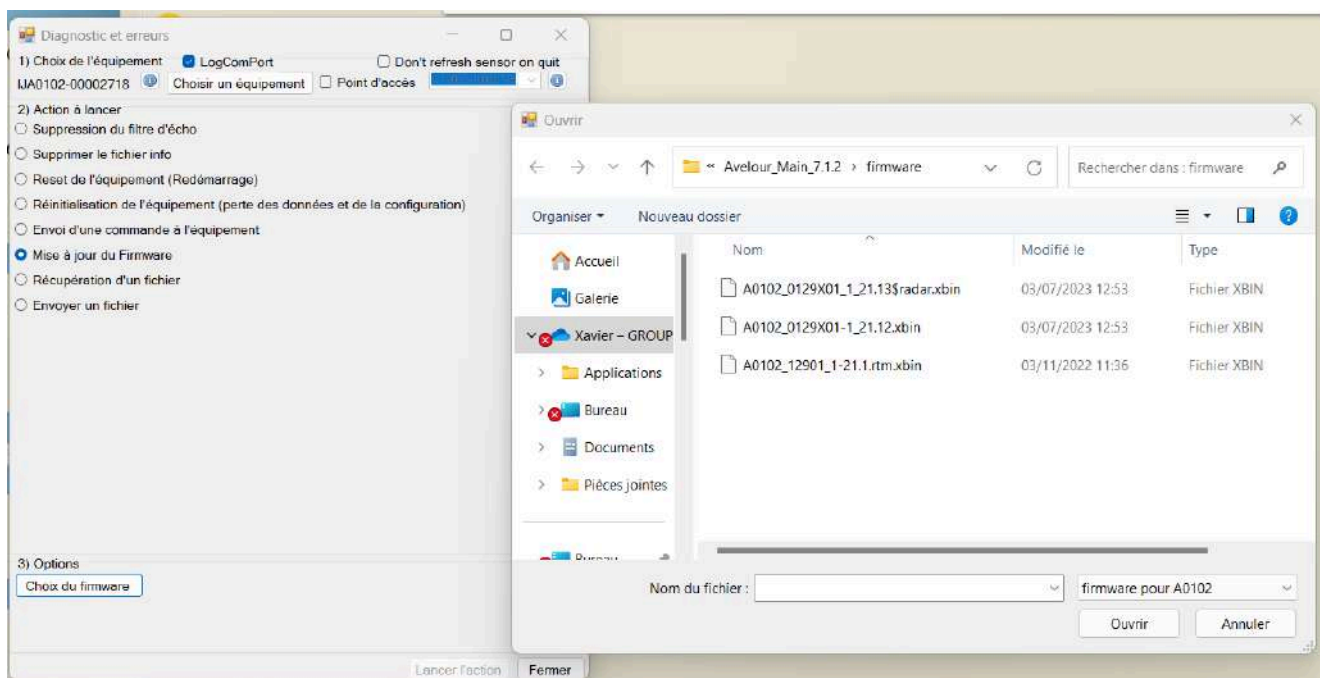 Diagnostic et erreurs
1) Choix de l'équipement LogComPort Don't refresh sensor on quit
IJA0102-00002718 Choisir un équipement Point d'accès
2) Action à lancer
Suppression du filtre d'écho
Supprimer le fichier info
Reset de l'équipement (Redémarrage)
Réinitialisation de l'équipement (perte des données et de la configuration)
Envoi d'une commande à l'équipement
Mise à jour du Firmware
Récupération d'un fichier
Envoyer un fichier
3) Options
Choix du firmware
Lancer l'action Fermer
Ouvrir
« Avelour_Main_7.1.2 › firmware Rechercher dans : firmware
Organiser Nouveau dossier
Accueil
Galerie
Xavier – GROUP
Applications
Bureau
Documents
Pièces jointes
Bureau
Nom Modifié le Type
A0102_0129X01_1_21.13$radar.xbin 03/07/2023 12:53 Fichier XBIN
A0102_0129X01-1_21.12.xbin 03/07/2023 12:53 Fichier XBIN
A0102_12901_1-21.1.rtm.xbin 03/11/2022 11:36 Fichier XBIN
Nom du fichier : firmware pour A0102
Ouvrir Annuler